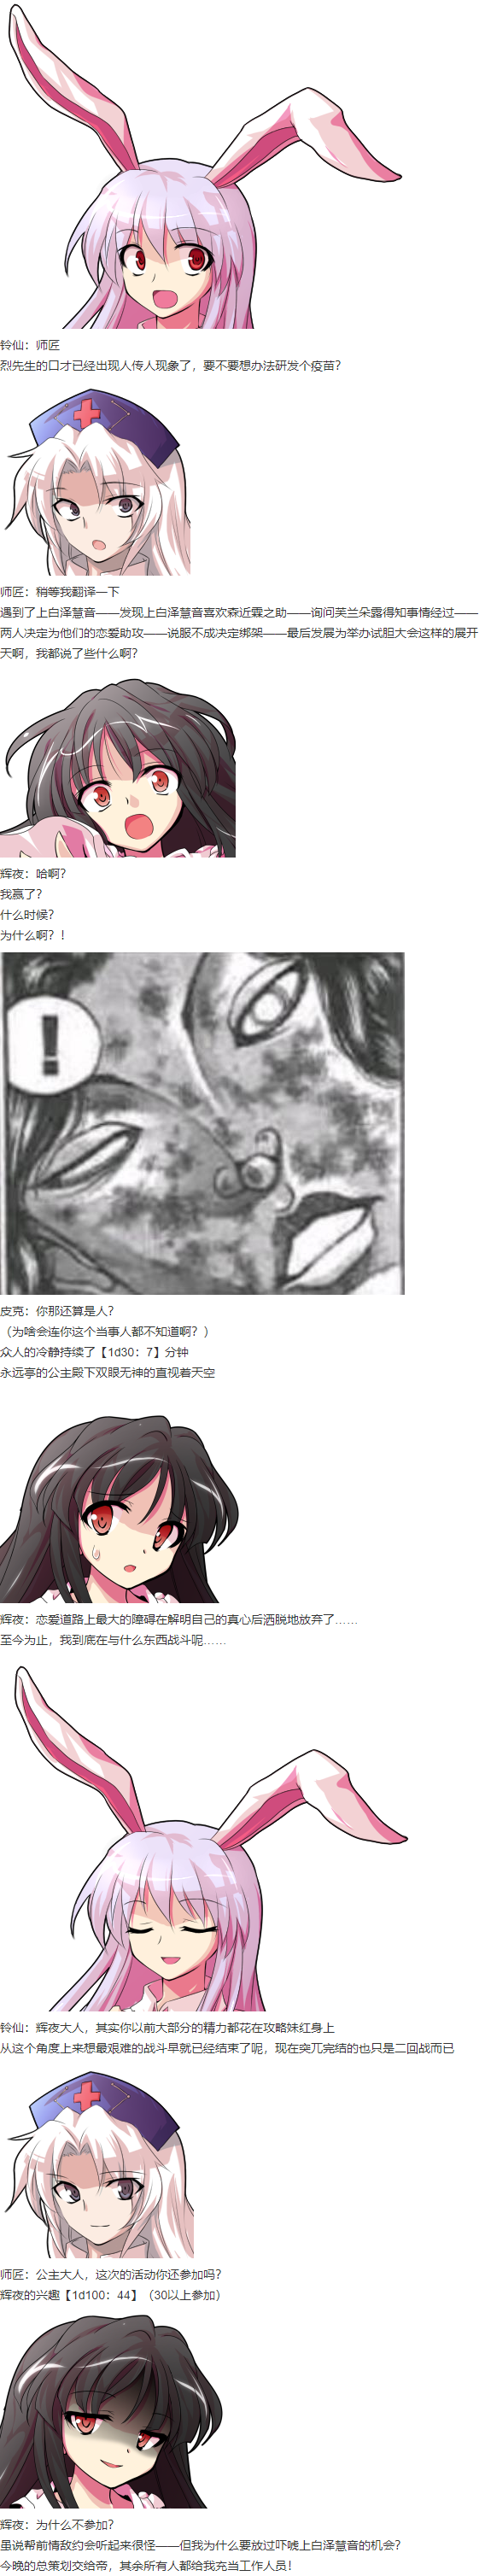 铃仙：师匠
烈先生的口才已经出现人传人现象了，要不要想办法研发个疫苗？
师匠：稍等我翻译一下
遇到了上白泽慧音——发现上白泽慧音喜欢森近霖之助——询问芙兰朵露得知事情经过——
两人决定为他们的恋爱助攻——说服不成决定绑架——最后发展为举办试胆大会这样的展开
天啊，我都说了些什么啊？
辉夜：哈啊？
我赢了？
什么时候？
为什么啊？！
！
皮克：你那还算是人？
（为啥会连你这个当事人都不知道啊？）
众人的冷静持续了【1d30：7】分钟
永远亭的公主殿下双眼无神的直视着天空
辉夜：恋爱道路上最大的障碍在解明自己的真心后洒脱地放弃了……
至今为止，我到底在与什么东西战斗呢……
铃仙：辉夜大人，其实你以前大部分的精力都花在攻略妹红身上
从这个角度上来想最艰难的战斗早就已经结束了呢，现在突兀完结的也只是二回战而已
师匠：公主大人，这次的活动你还参加吗？
辉夜的兴趣【1d100：44】（30以上参加）
辉夜：为什么不参加？
虽说帮前情敌约会听起来很怪——但我为什么要放过吓唬上白泽慧音的机会？
今晚的总策划交给帝，其余所有人都给我充当工作人员！